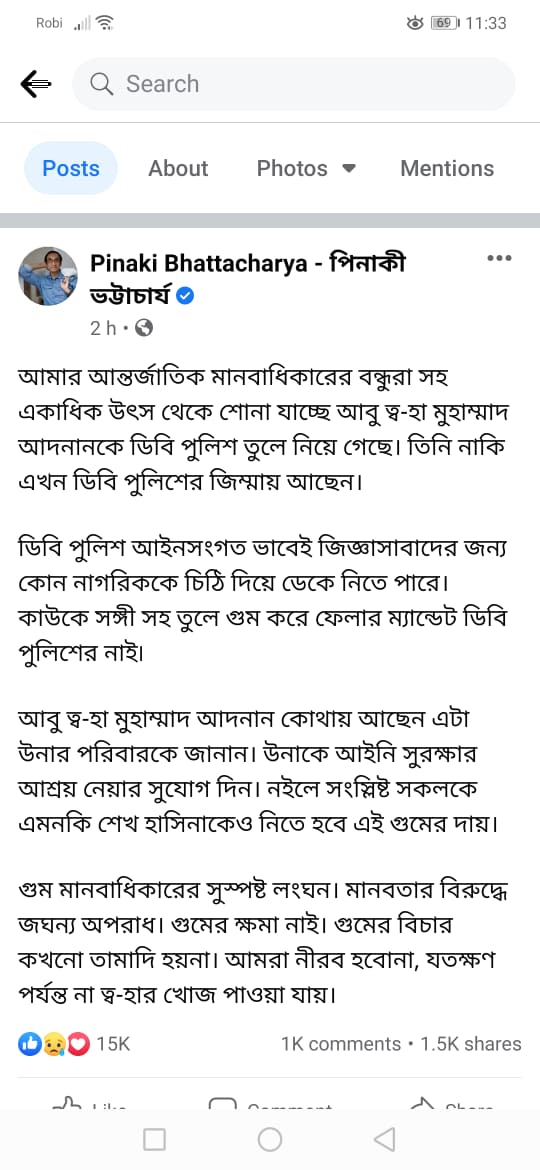 Robi 69 11:33
Search
Posts About Photos Mentions
Pinaki Bhattacharya - পিনাকী
ভট্টাচার্য
2 h
আমার আন্তর্জাতিক মানবাধিকারের বন্ধুরা সহ
একাধিক উৎস থেকে শোনা যাচ্ছে আবু ত্ব-হা মুহাম্মাদ
আদনানকে ডিবি পুলিশ তুলে নিয়ে গেছে। তিনি নাকি
এখন ডিবি পুলিশের জিম্মায় আছেন।
ডিবি পুলিশ আইনসংগত ভাবেই জিজ্ঞাসাবাদের জন্য
কোন নাগরিককে চিঠি দিয়ে ডেকে নিতে পারে।
কাউকে সঙ্গী সহ তুলে গুম করে ফেলার ম্যান্ডেট ডিবি
পুলিশের নাই।
আবু ত্ব-হা মুহাম্মাদ আদনান কোথায় আছেন এটা
উনার পরিবারকে জানান। উনাকে আইনি সুরক্ষার
আশ্রয় নেয়ার সুযোগ দিন। নইলে সংশ্লিষ্ট সকলকে
এমনকি শেখ হাসিনাকেও নিতে হবে এই গুমের দায়।
গুম মানবাধিকারের সুস্পষ্ট লংঘন। মানবতার বিরুদ্ধে
জঘন্য অপরাধ। গুমের ক্ষমা নাই। গুমের বিচার
কখনো তামাদি হয়না। আমরা নীরব হবোনা, যতক্ষণ
পর্যন্ত না ত্ব-হার খোজ পাওয়া যায়।
15K 1K comments • 1.5K shares
Like Comment Share